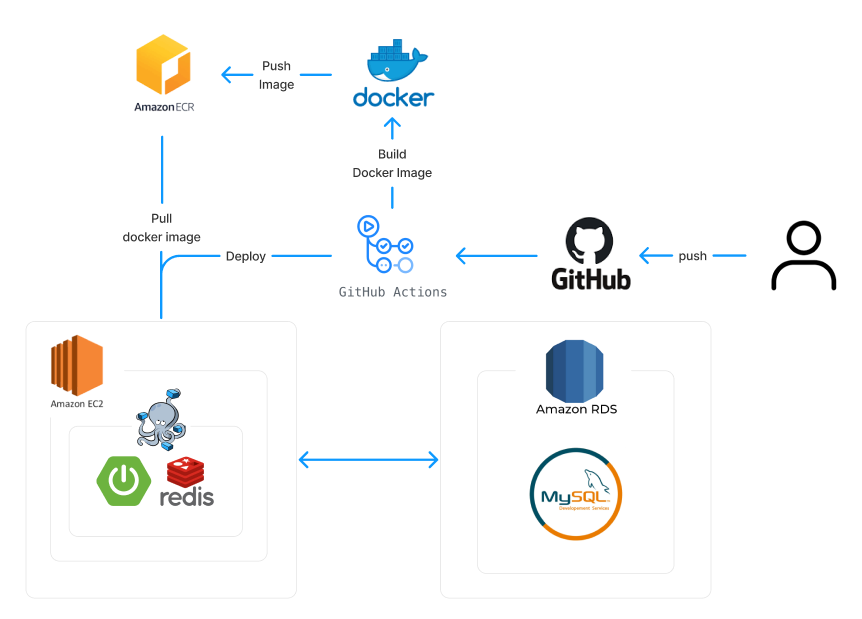 Push
Image
docker
Amazon ECR
Build
Docker Image
Pull
docker image
Deploy
GitHub Actions
GitHub
push
Amazon EC2
redis
Amazon RDS
MySQL
Developement Services